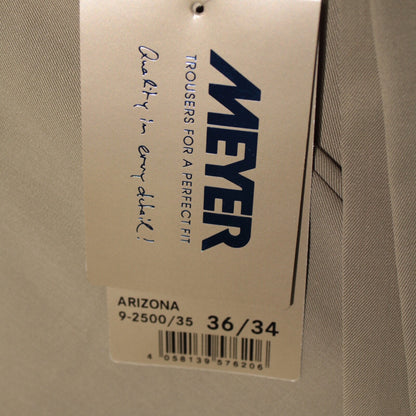 MEYER
TROUSERS FOR A PERFECT FIT
Quality in every detail!
ARIZONA
9-2500/35 36/34
4 058139 576206